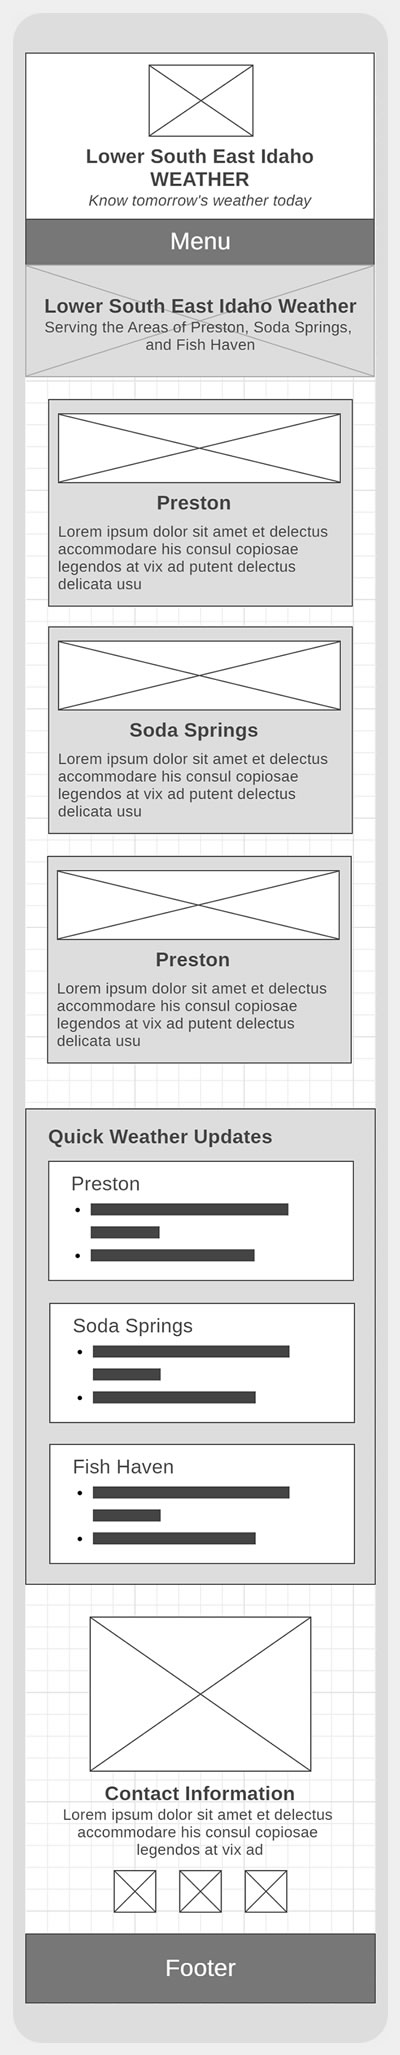 Lower South East Idaho
WEATHER
Know tomorrow's weather today
Menu
Lower South East Idaho Weather
Serving the Areas of Preston, Soda Springs,
and Fish Haven
Preston
Lorem ipsum dolor sit amet et delectus
accommodare his consul copiosae
legendos at vix ad putent delectus
delicata usu
Soda Springs
Lorem ipsum dolor sit amet et delectus
accommodare his consul copiosae
legendos at vix ad putent delectus
delicata usu
Preston
Lorem ipsum dolor sit amet et delectus
accommodare his consul copiosae
legendos at vix ad putent delectus
delicata usu
Quick Weather Updates
Preston
Soda Springs
Fish Haven
Contact Information
Lorem ipsum dolor sit amet et delectus
accommodare his consul copiosae
legendos at vix ad
Footer